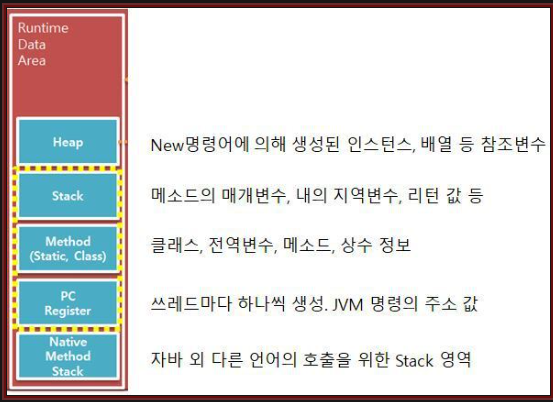 Runtime
Data
Area
Heap
New명령어에 의해 생성된 인스턴스, 배열 등 참조변수
Stack
메소드의 매개변수, 내의 지역변수, 리턴 값 등
Method
(Static, Class)
클래스, 전역변수, 메소드, 상수 정보
PC
Register
쓰레드마다 하나씩 생성. JVM 명령의 주소 값
Native
Method
Stack
자바 외 다른 언어의 호출을 위한 Stack 영역